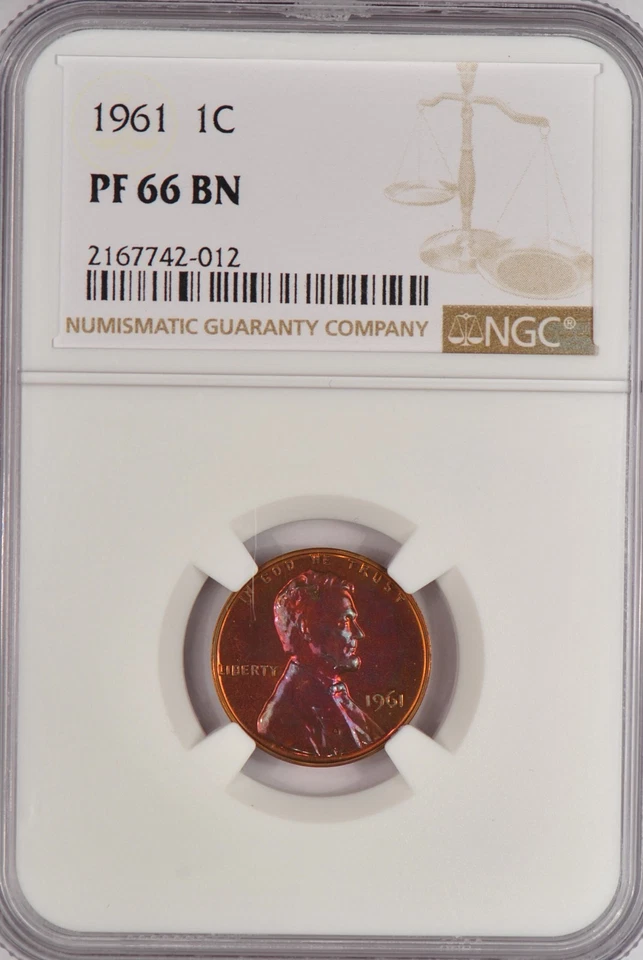 1961 1C
PF 66 BN
2167742-012
NUMISMATIC GUARANTY COMPANY
NGC®
IN GOD WE TRUST
LIBERTY
1961